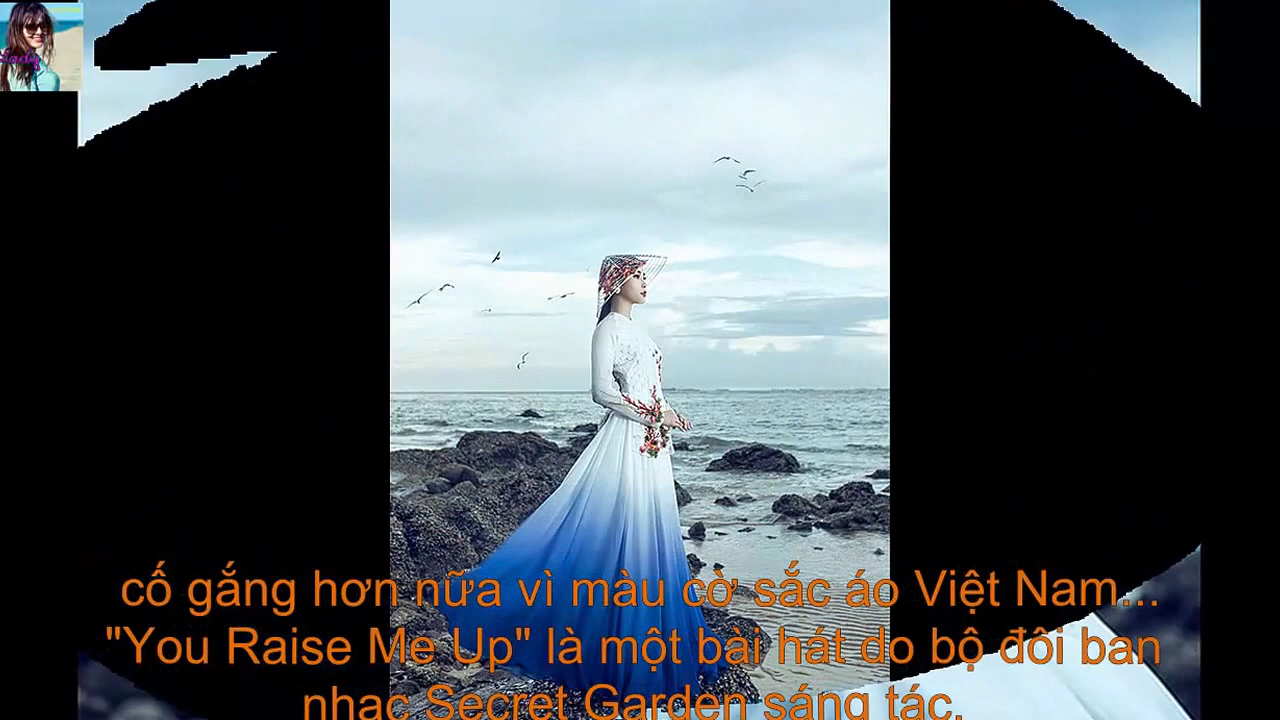 Lady
cố gắng hơn nữa vì màu cờ sắc áo Việt Nam...
"You Raise Me Up" là một bài hát do bộ đôi ban
nhạc Secret Garden sáng tác.